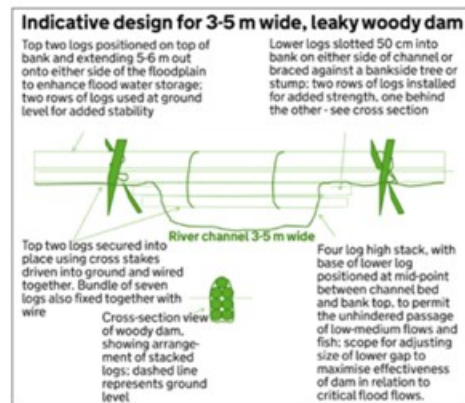 Indicative design for 3-5 m wide, leaky woody dam
Top two logs positioned on top of
bank and extending 5-6 m out
onto either side of the floodplain
to enhance flood water storage;
two rows of logs used at ground
level for added stability
Lower logs slotted 50 cm into
bank on either side of channel or
braced against a bankside tree or
stump; two rows of logs installed
for added strength, one behind
the other - see cross section
River channel 3-5 m wide
Top two logs secured into
place using cross stakes
driven into ground and wired
together. Bundle of seven
logs also fixed together with
wire
Cross-section view
of woody dam,
showing arrange-
ment of stacked
logs; dashed line
represents ground
level
Four log high stack, with
base of lower log
positioned at mid-point
between channel bed
and bank top, to permit
the unhindered passage
of low-medium flows and
fish; scope for adjusting
size of lower gap to
maximise effectiveness
of dam in relation to
critical flood flows.